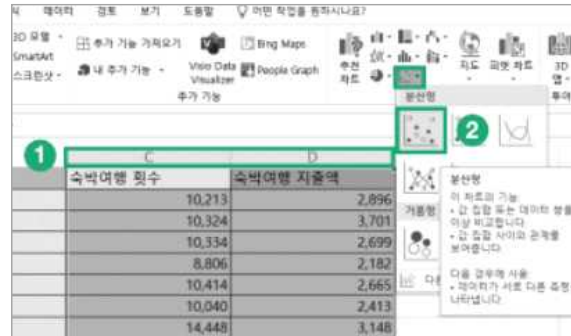 데이터 검토 보기 도움말 어떤 작업을 원하시나요?
3D 모델
SmartArt
스크린샷
추가 기능 가져오기
내 추가 기능
Visio Data Visualizer
Bing Maps
People Graph
추가 기능
추천 차트
지도
피벗 차트
3D 맵
투어
분산형
1
2
C D
숙박여행 횟수 숙박여행 지출액
10,213 2,896
10,324 3,701
10,334 2,699
8,806 2,182
10,414 2,665
10,040 2,413
14,448 3,148
거품형
분산형
이 차트의 기능:
• 값 집합 또는 데이터 쌍을
이상 비교합니다.
• 값 집합 사이의 관계를
보여줍니다.
다음 경우에 사용:
• 데이터가 서로 다른 측정
나타냅니다.